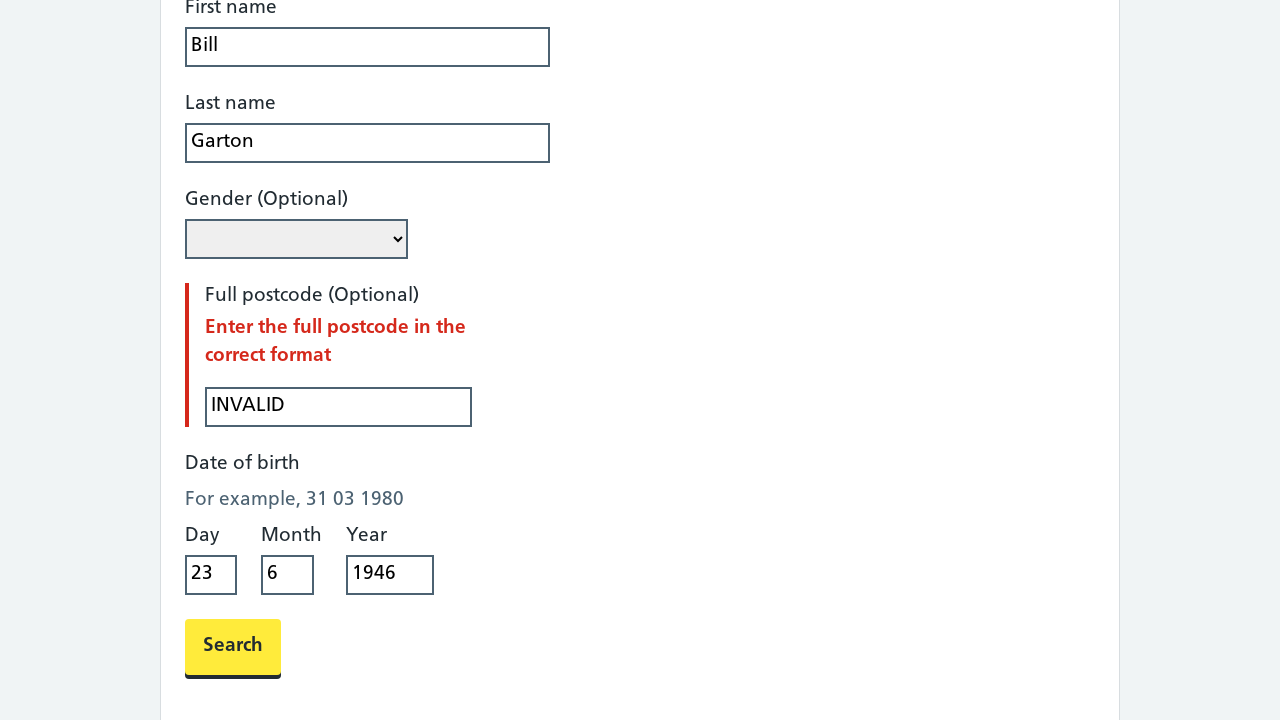 First name
Bill
Last name
Garton
Gender (Optional)
Full postcode (Optional)
Enter the full postcode in the
correct format
INVALID
Date of birth
For example, 31 03 1980
Day Month Year
23 6 1946
Search